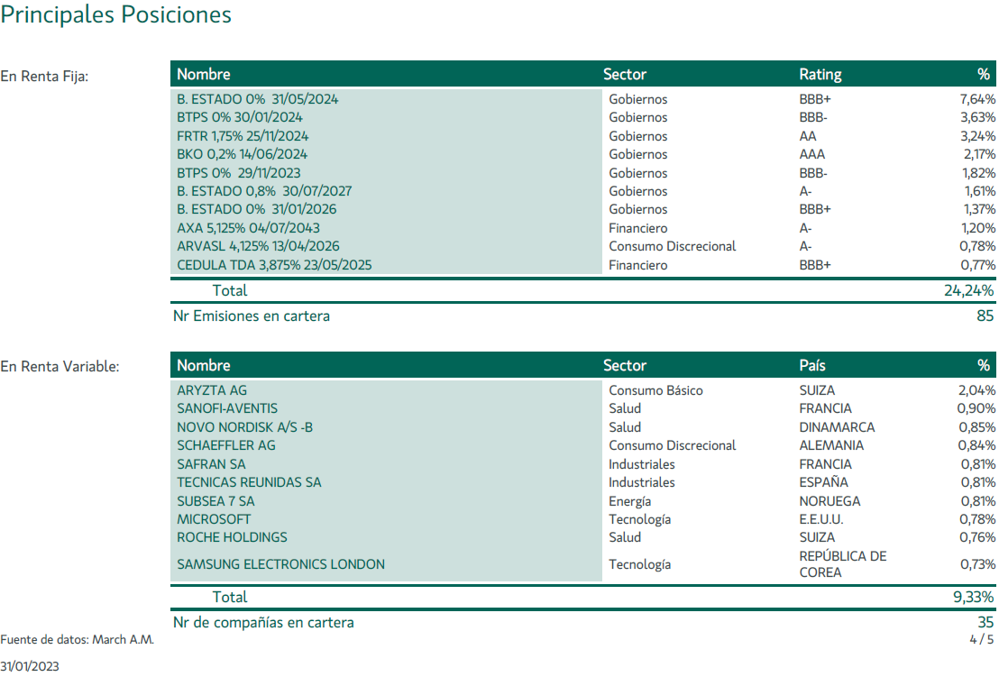 Principales Posiciones
En Renta Fija:
Nombre Sector Rating %
B. ESTADO 0% 31/05/2024 Gobiernos BBB+ 7,64%
BTPS 0% 30/01/2024 Gobiernos BBB- 3,63%
FRTR 1,75% 25/11/2024 Gobiernos AA 3,24%
BKO 0,2% 14/06/2024 Gobiernos AAA 2,17%
BTPS 0% 29/11/2023 Gobiernos BBB- 1,82%
B. ESTADO 0,8% 30/07/2027 Gobiernos A- 1,61%
B. ESTADO 0% 31/01/2026 Gobiernos BBB+ 1,37%
AXA 5,125% 04/07/2043 Financiero A- 1,20%
ARVASL 4,125% 13/04/2026 Consumo Discrecional A- 0,78%
CEDULA TDA 3,875% 23/05/2025 Financiero BBB+ 0,77%
Total 24,24%
Nr Emisiones en cartera 85
En Renta Variable:
Nombre Sector País %
ARYZTA AG Consumo Básico SUIZA 2,04%
SANOFI-AVENTIS Salud FRANCIA 0,90%
NOVO NORDISK A/S -B Salud DINAMARCA 0,85%
SCHAEFFLER AG Consumo Discrecional ALEMANIA 0,84%
SAFRAN SA Industriales FRANCIA 0,81%
TECNICAS REUNIDAS SA Industriales ESPAÑA 0,81%
SUBSEA 7 SA Energía NORUEGA 0,81%
MICROSOFT Tecnología E.E.U.U. 0,78%
ROCHE HOLDINGS Salud SUIZA 0,76%
SAMSUNG ELECTRONICS LONDON Tecnología REPÚBLICA DE
COREA 0,73%
Total 9,33%
Nr de compañías en cartera 35
Fuente de datos: March A.M. 4 / 5
31/01/2023